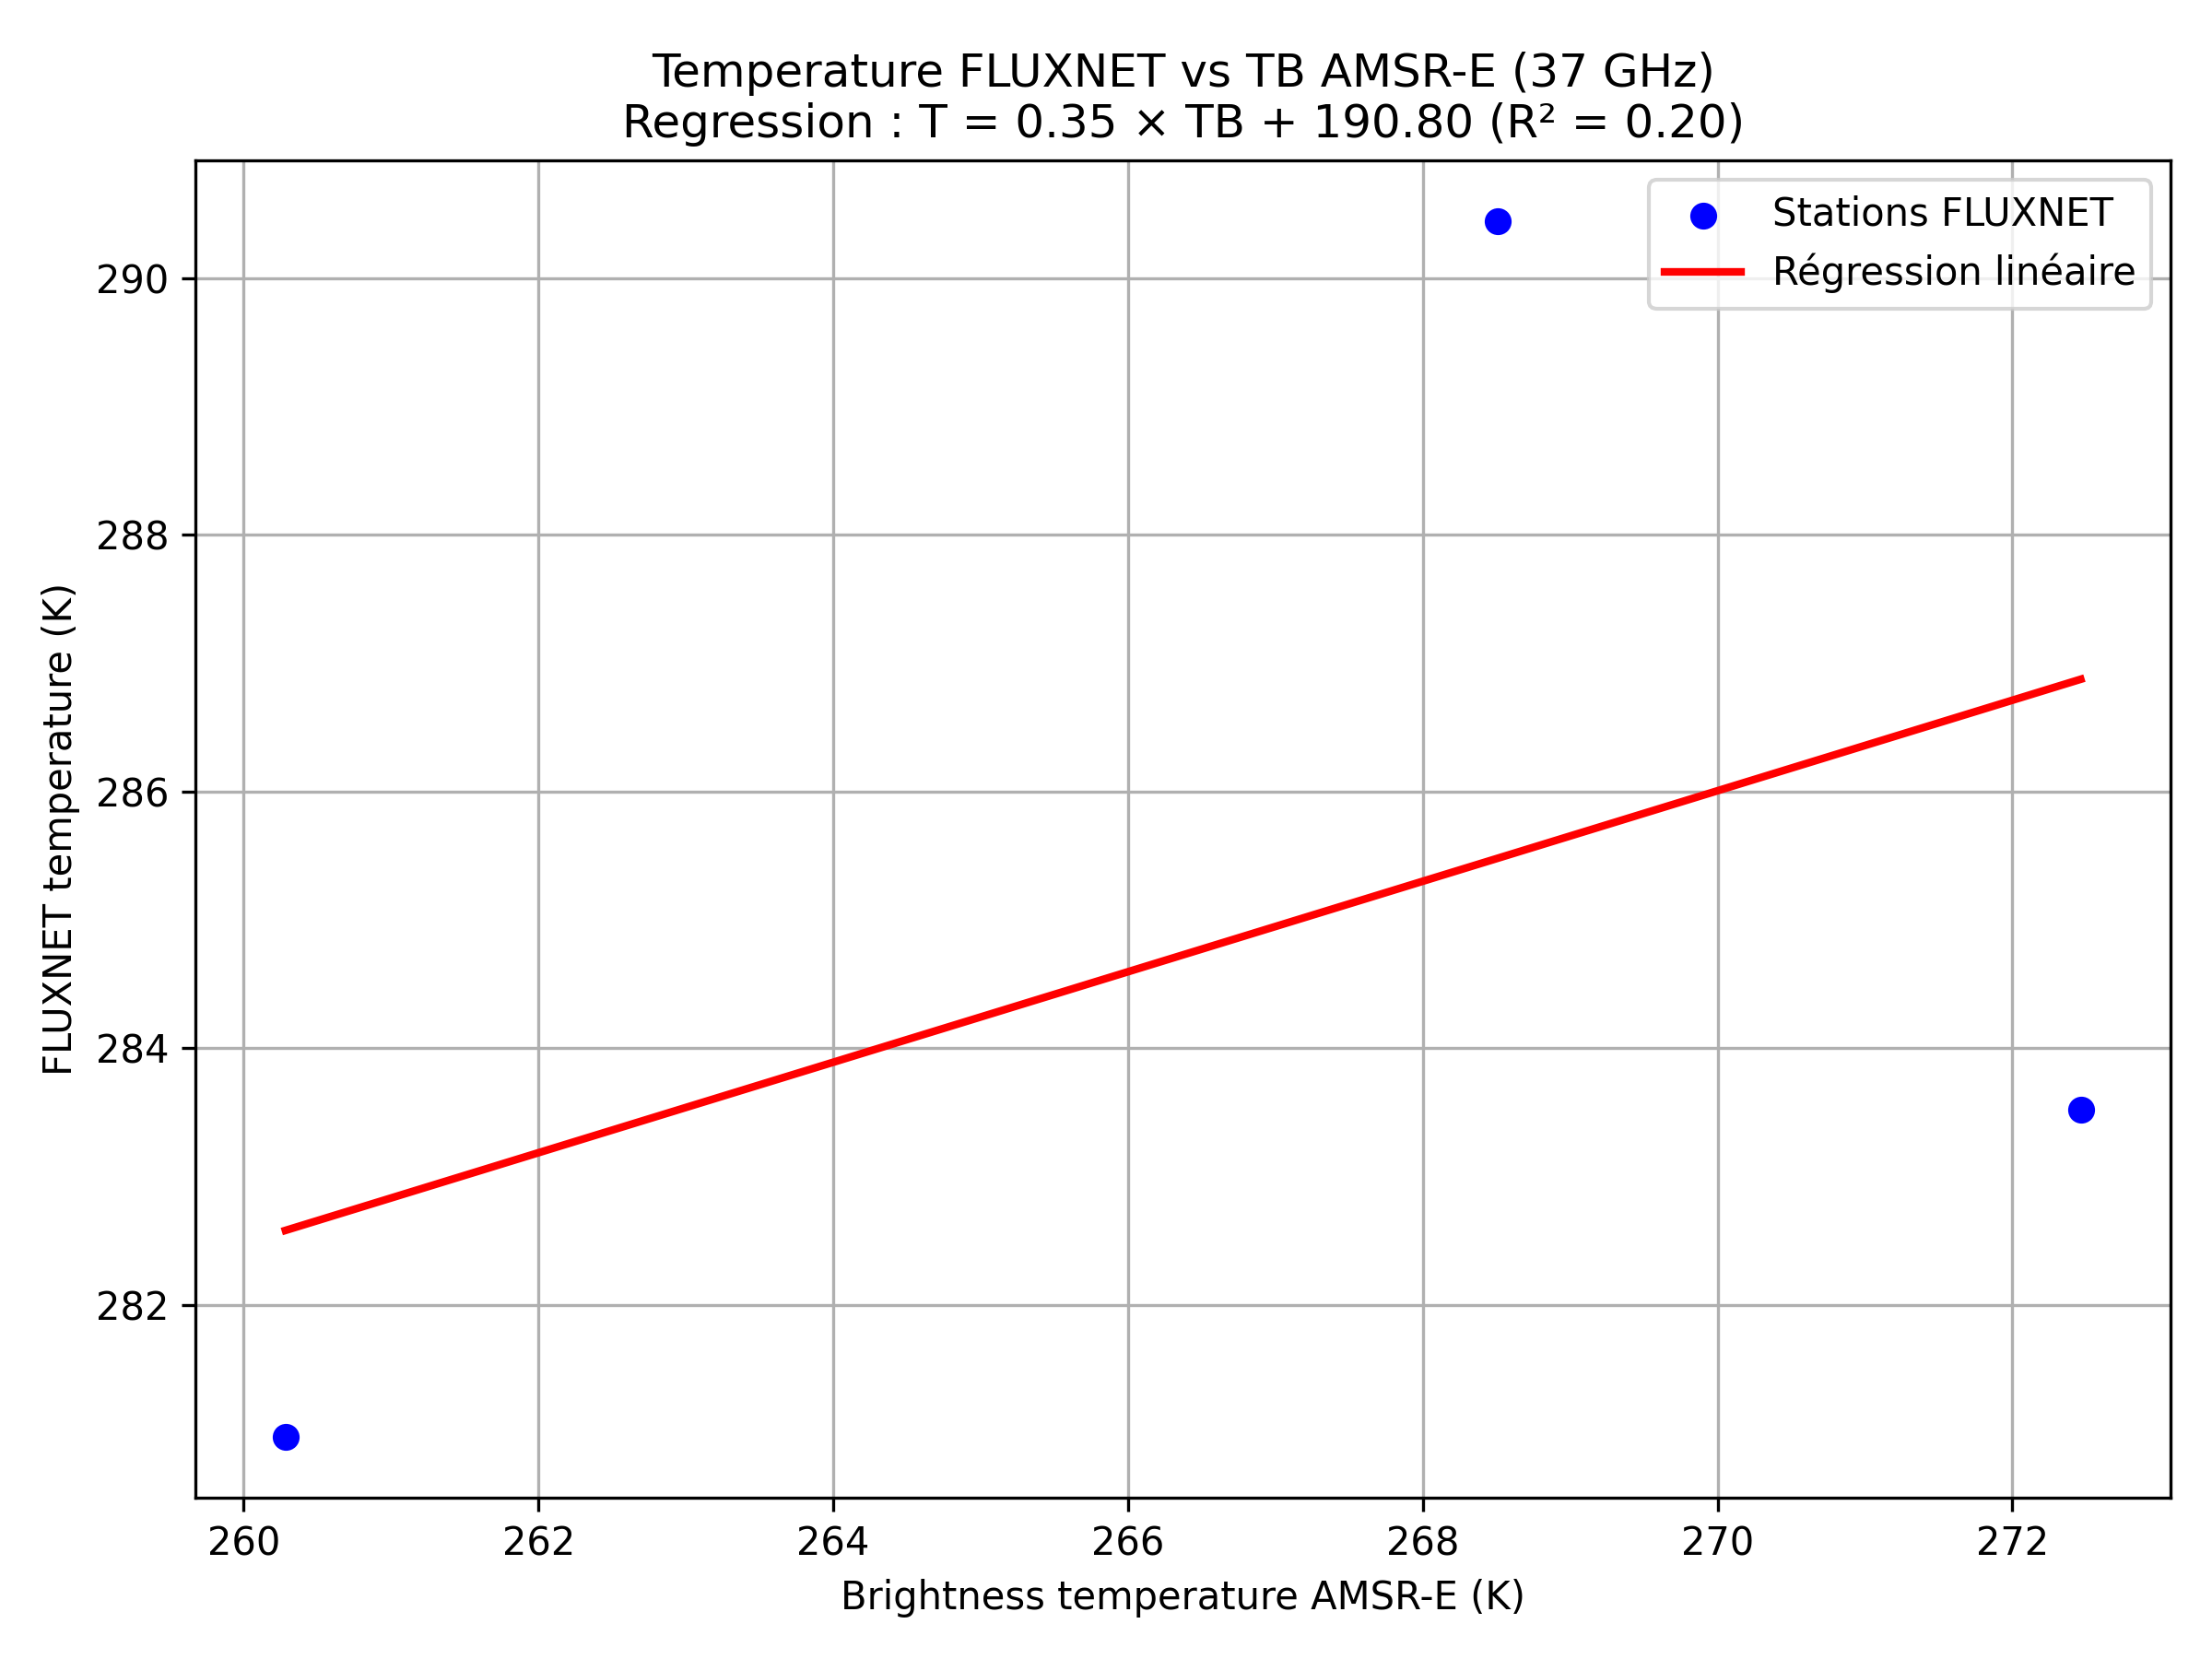 Temperature FLUXNET vs TB AMSR-E (37 GHz)
Regression : T = 0.35 × TB + 190.80 (R² = 0.20)
Stations FLUXNET
Régression linéaire
FLUXNET temperature (K)
290
288
286
284
282
260 262 264 266 268 270 272
Brightness temperature AMSR-E (K)